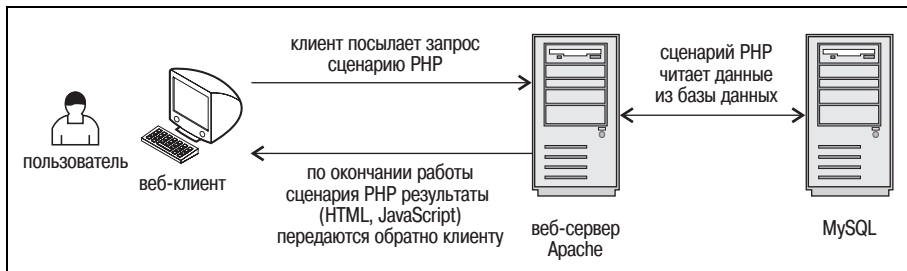 клиент посылает запрос
сценарию PHP
сценарий PHP
читает данные
из базы данных
пользователь
веб-клиент
по окончании работы
сценария PHP результаты
(HTML, JavaScript)
передаются обратно клиенту
веб-сервер
Apache
MySQL